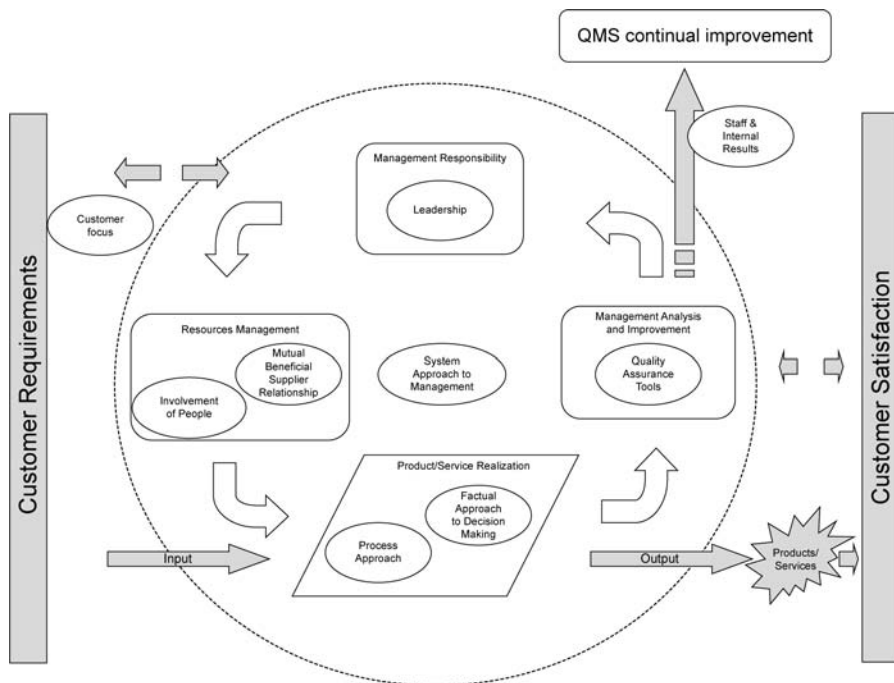 QMS continual improvement
Staff &
Internal
Results
Management Responsibility
Leadership
Customer
focus
Customer Requirements
Resources Management
Mutual
Beneficial
Supplier
Relationship
Involvement
of People
System
Approach to
Management
Management Analysis
and Improvement
Quality
Assurance
Tools
Customer Satisfaction
Product/Service Realization
Factual
Approach
to Decision
Making
Process
Approach
Input
Output
Products/
Services